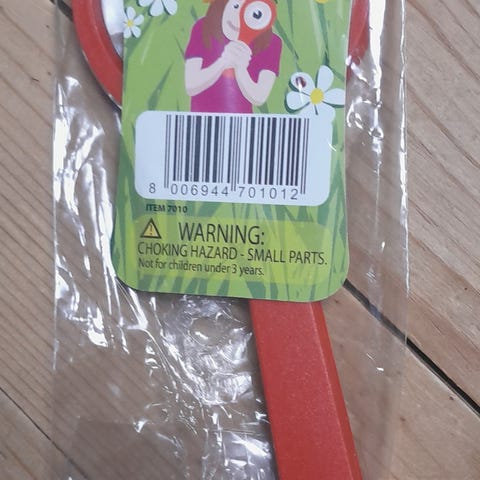 8 006944 701012
ITEM 7010
WARNING:
CHOKING HAZARD - SMALL PARTS.
Not for children under 3 years.